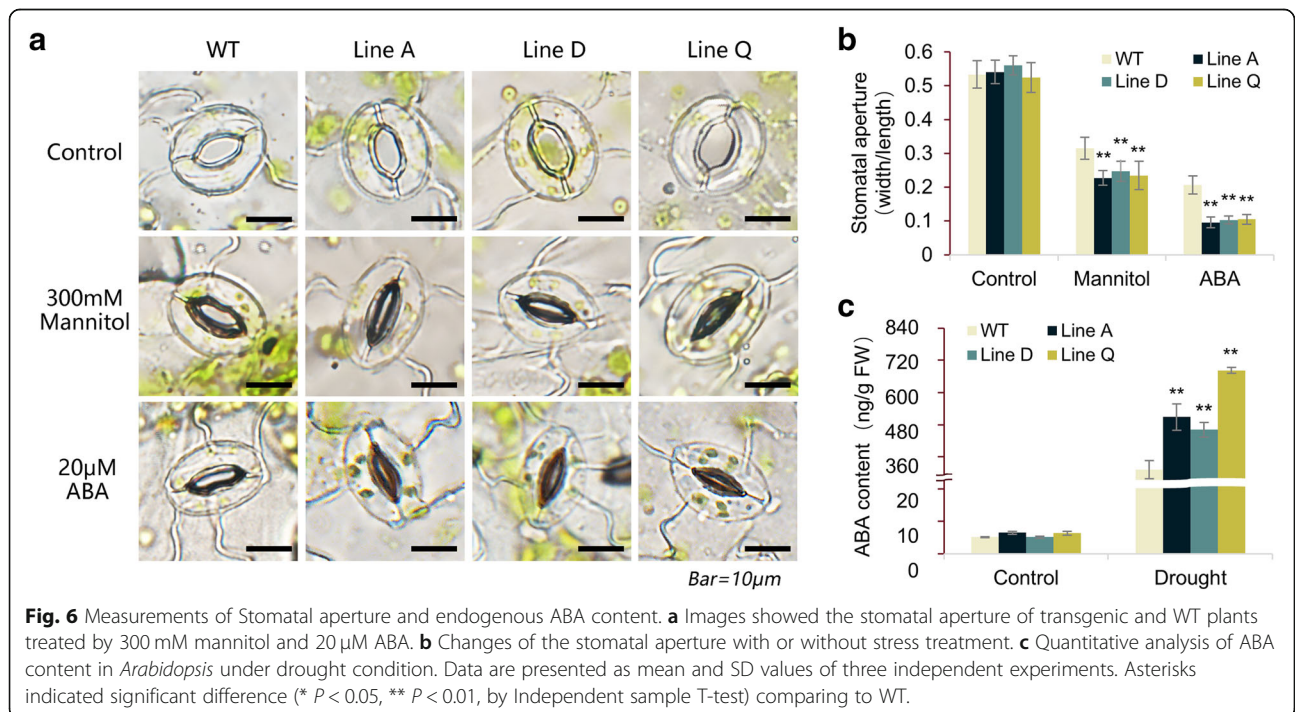 a
WT Line A Line D Line Q
Control
300mM
Mannitol
20μM
ABA
Bar=10μm
b
Stomatal aperture
(width/length)
0.6
0.5
0.4
0.3
0.2
0.1
0
WT Line A
Line D Line Q
** ** **
** ** **
Control Mannitol ABA
c
ABA content (ng/g FW)
840
720
600
480
360
20
10
0
WT Line A
Line D Line Q
** ** **
Control Drought
Fig. 6 Measurements of Stomatal aperture and endogenous ABA content. a Images showed the stomatal aperture of transgenic and WT plants
treated by 300 mM mannitol and 20 μM ABA. b Changes of the stomatal aperture with or without stress treatment. c Quantitative analysis of ABA
content in Arabidopsis under drought condition. Data are presented as mean and SD values of three independent experiments. Asterisks
indicated significant difference (* P < 0.05, ** P < 0.01, by Independent sample T-test) comparing to WT.